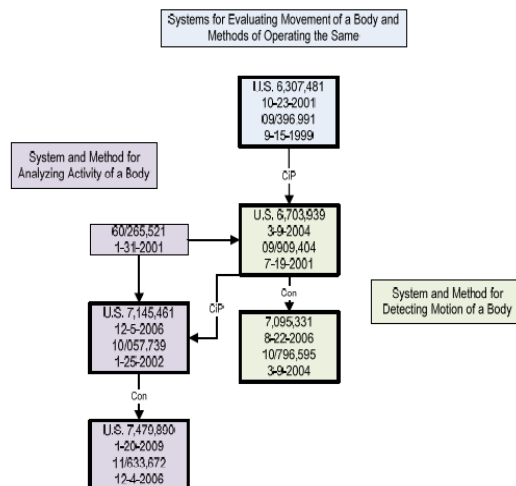 Systems for Evaluating Movement of a Body and
Methods of Operating the Same
U.S. 6,307,481
10-23-2001
09/396.991
9-15-1999
System and Method for
Analyzing Activity of a Body
CiP
60/265,521
1-31-2001
U.S. 6,703,939
3-9-2004
09/909,404
7-19-2001
CiP
Con
System and Method for
Detecting Motion of a Body
U.S. 7,145,461
12-5-2006
10/057,739
1-25-2002
7,095,331
8-22-2006
10/796,595
3-9-2004
Con
U.S. 7,479,890
1-20-2009
11/633,672
12-4-2006